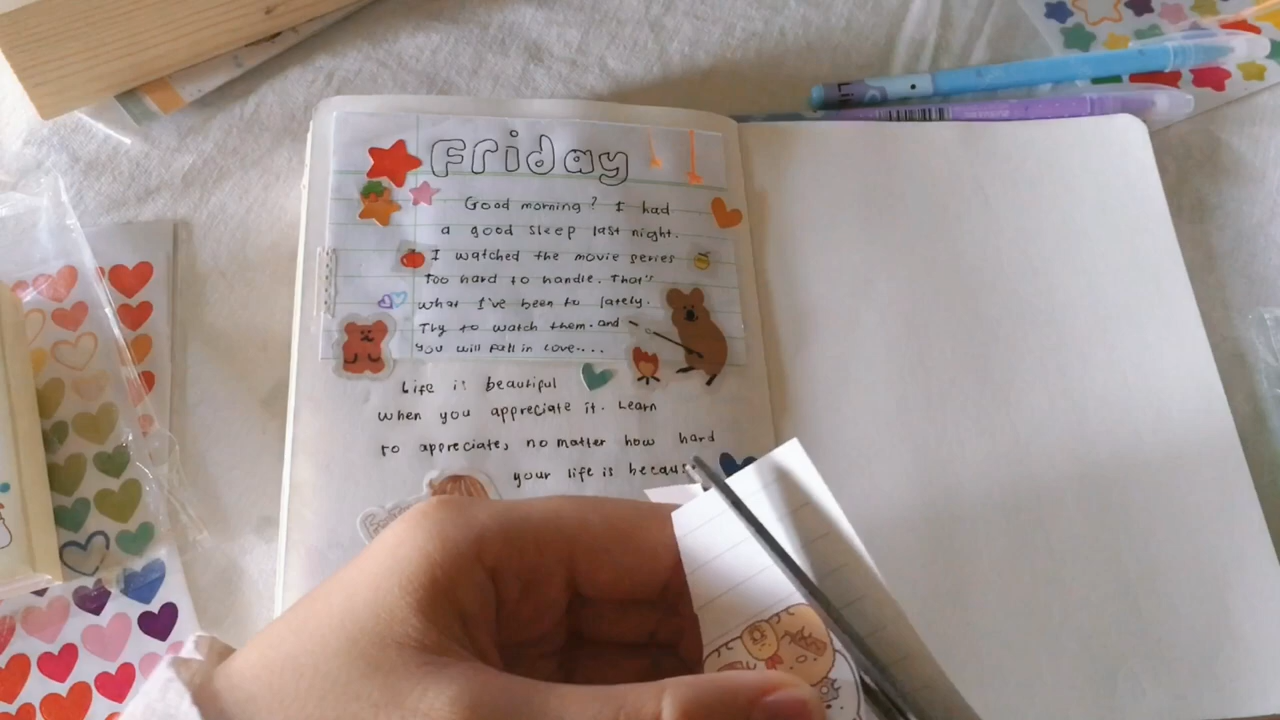 Friday
Good morning? I had
a good sleep last night.
I watched the movie series
Too hard to handle. That's
what I've been to lately.
Try to watch them. and
You will fall in love....
Life is beautiful
when you appreciate it. Learn
to appreciate, no matter how hard
your life is